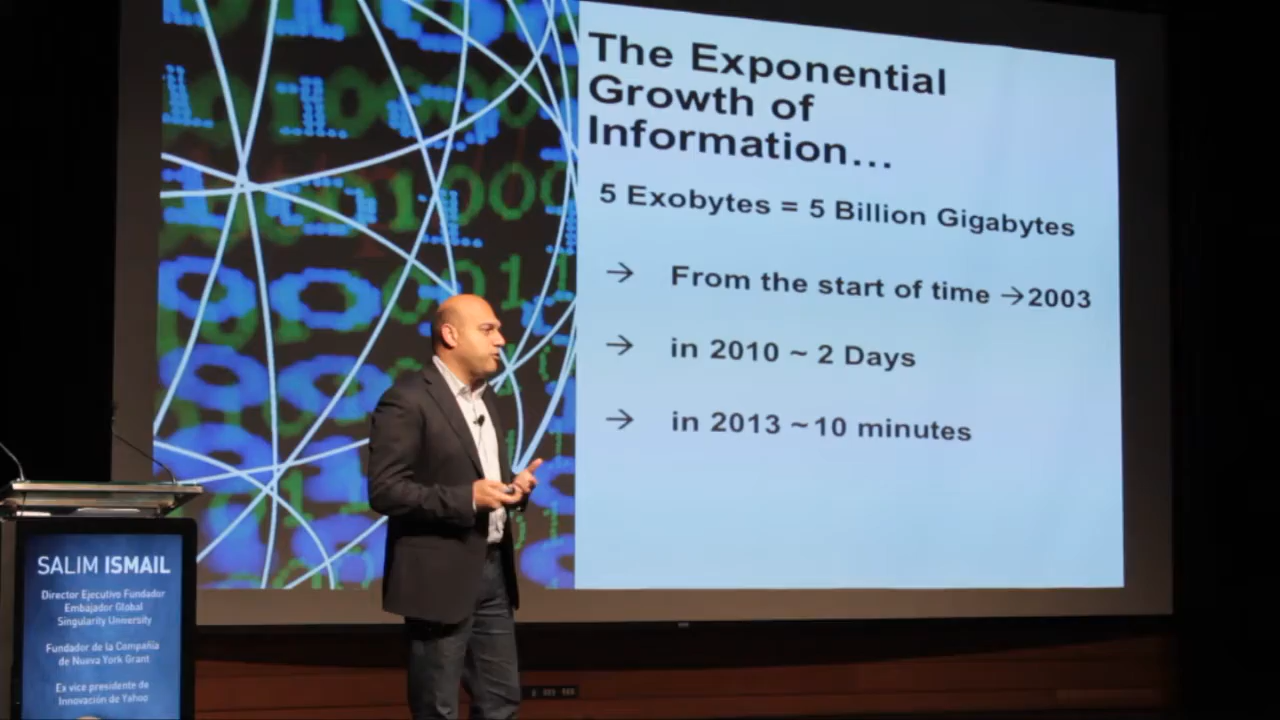 The Exponential
Growth of
Information...
5 Exobytes = 5 Billion Gigabytes
→ From the start of time →2003
→ in 2010 ~ 2 Days
→ in 2013 ~10 minutes
SALIM ISMAIL
Director Ejecutivo Fundador
Embajador Global
Singularity University
Fundador de la Compañía
de Nueva York Grant
Ex vice presidente de
Innovación de Yahoo